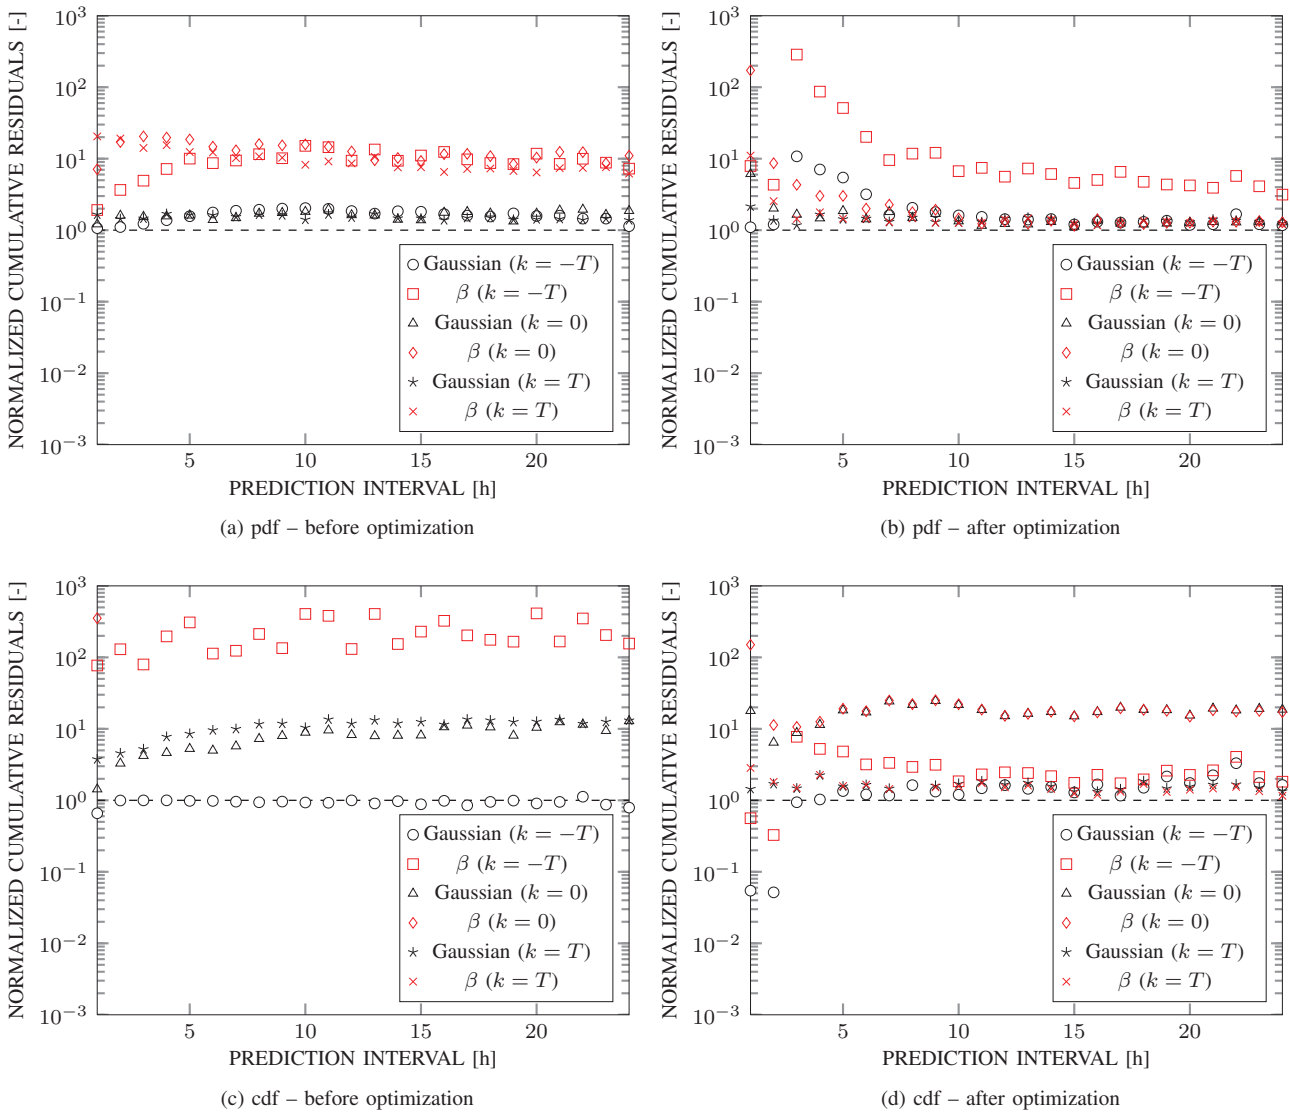 NORMALIZED CUMULATIVE RESIDUALS [-]
10^3
10^2
10^1
10^0
10^−1
10^−2
10^−3
5
10
15
20
PREDICTION INTERVAL [h]
Gaussian (k = −T)
β (k = −T)
Gaussian (k = 0)
β (k = 0)
Gaussian (k = T)
β (k = T)
(a) pdf – before optimization
NORMALIZED CUMULATIVE RESIDUALS [-]
10^3
10^2
10^1
10^0
10^−1
10^−2
10^−3
5
10
15
20
PREDICTION INTERVAL [h]
Gaussian (k = −T)
β (k = −T)
Gaussian (k = 0)
β (k = 0)
Gaussian (k = T)
β (k = T)
(b) pdf – after optimization
NORMALIZED CUMULATIVE RESIDUALS [-]
10^3
10^2
10^1
10^0
10^−1
10^−2
10^−3
5
10
15
20
PREDICTION INTERVAL [h]
Gaussian (k = −T)
β (k = −T)
Gaussian (k = 0)
β (k = 0)
Gaussian (k = T)
β (k = T)
(c) cdf – before optimization
NORMALIZED CUMULATIVE RESIDUALS [-]
10^3
10^2
10^1
10^0
10^−1
10^−2
10^−3
5
10
15
20
PREDICTION INTERVAL [h]
Gaussian (k = −T)
β (k = −T)
Gaussian (k = 0)
β (k = 0)
Gaussian (k = T)
β (k = T)
(d) cdf – after optimization